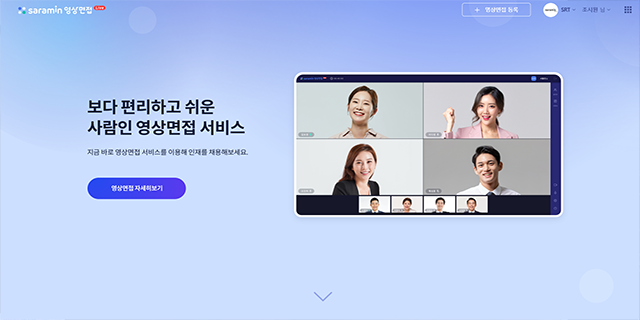 saramin 영상면접
+ 영상면접 등록
SRT
조시완 님
보다 편리하고 쉬운
사람인 영상면접 서비스
지금 바로 영상면접 서비스를 이용해 인재를 채용해보세요.
영상면접 자세히보기